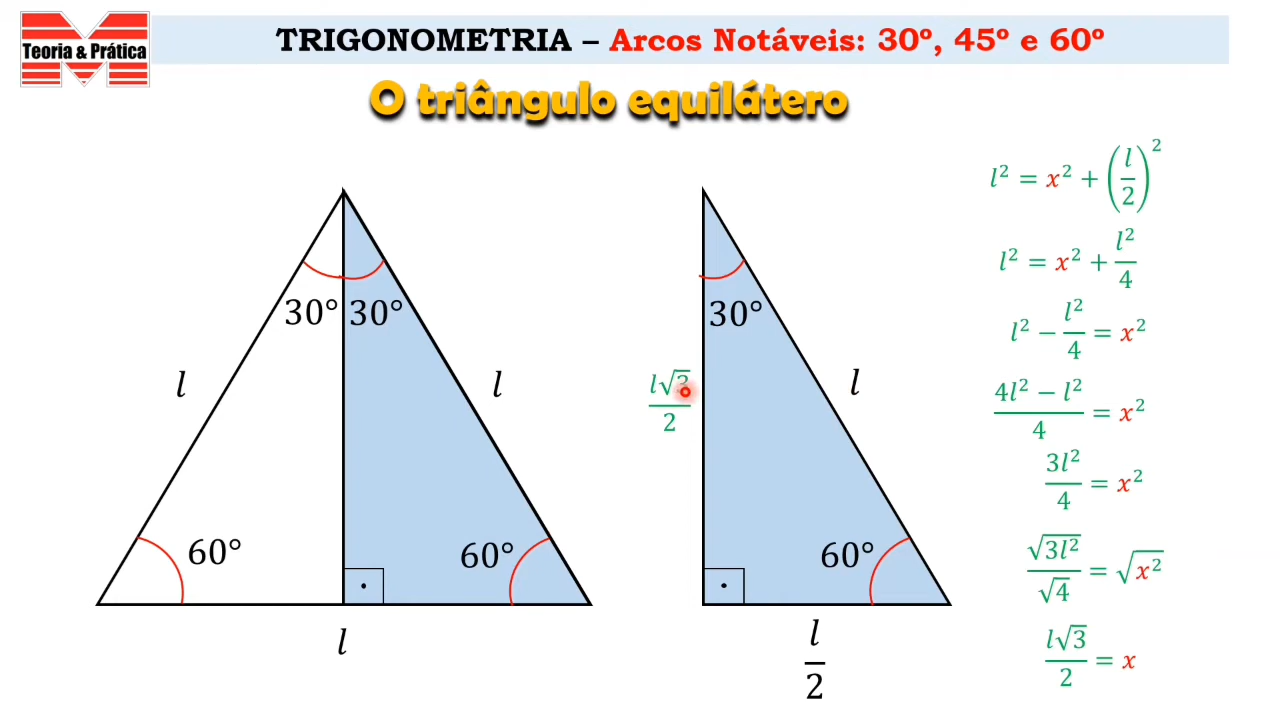 Teoria & Prática
TRIGONOMETRIA – Arcos Notáveis: 30º, 45º e 60º
O triângulo equilátero
30° 30°
l
l
60°
60°
l
30°
l√3/2
l
60°
l/2
l² = x² + (l/2)²
l² = x² + l²/4
l² − l²/4 = x²
(4l² − l²)/4 = x²
3l²/4 = x²
√(3l²)/√4 = √(x²)
l√3/2 = x